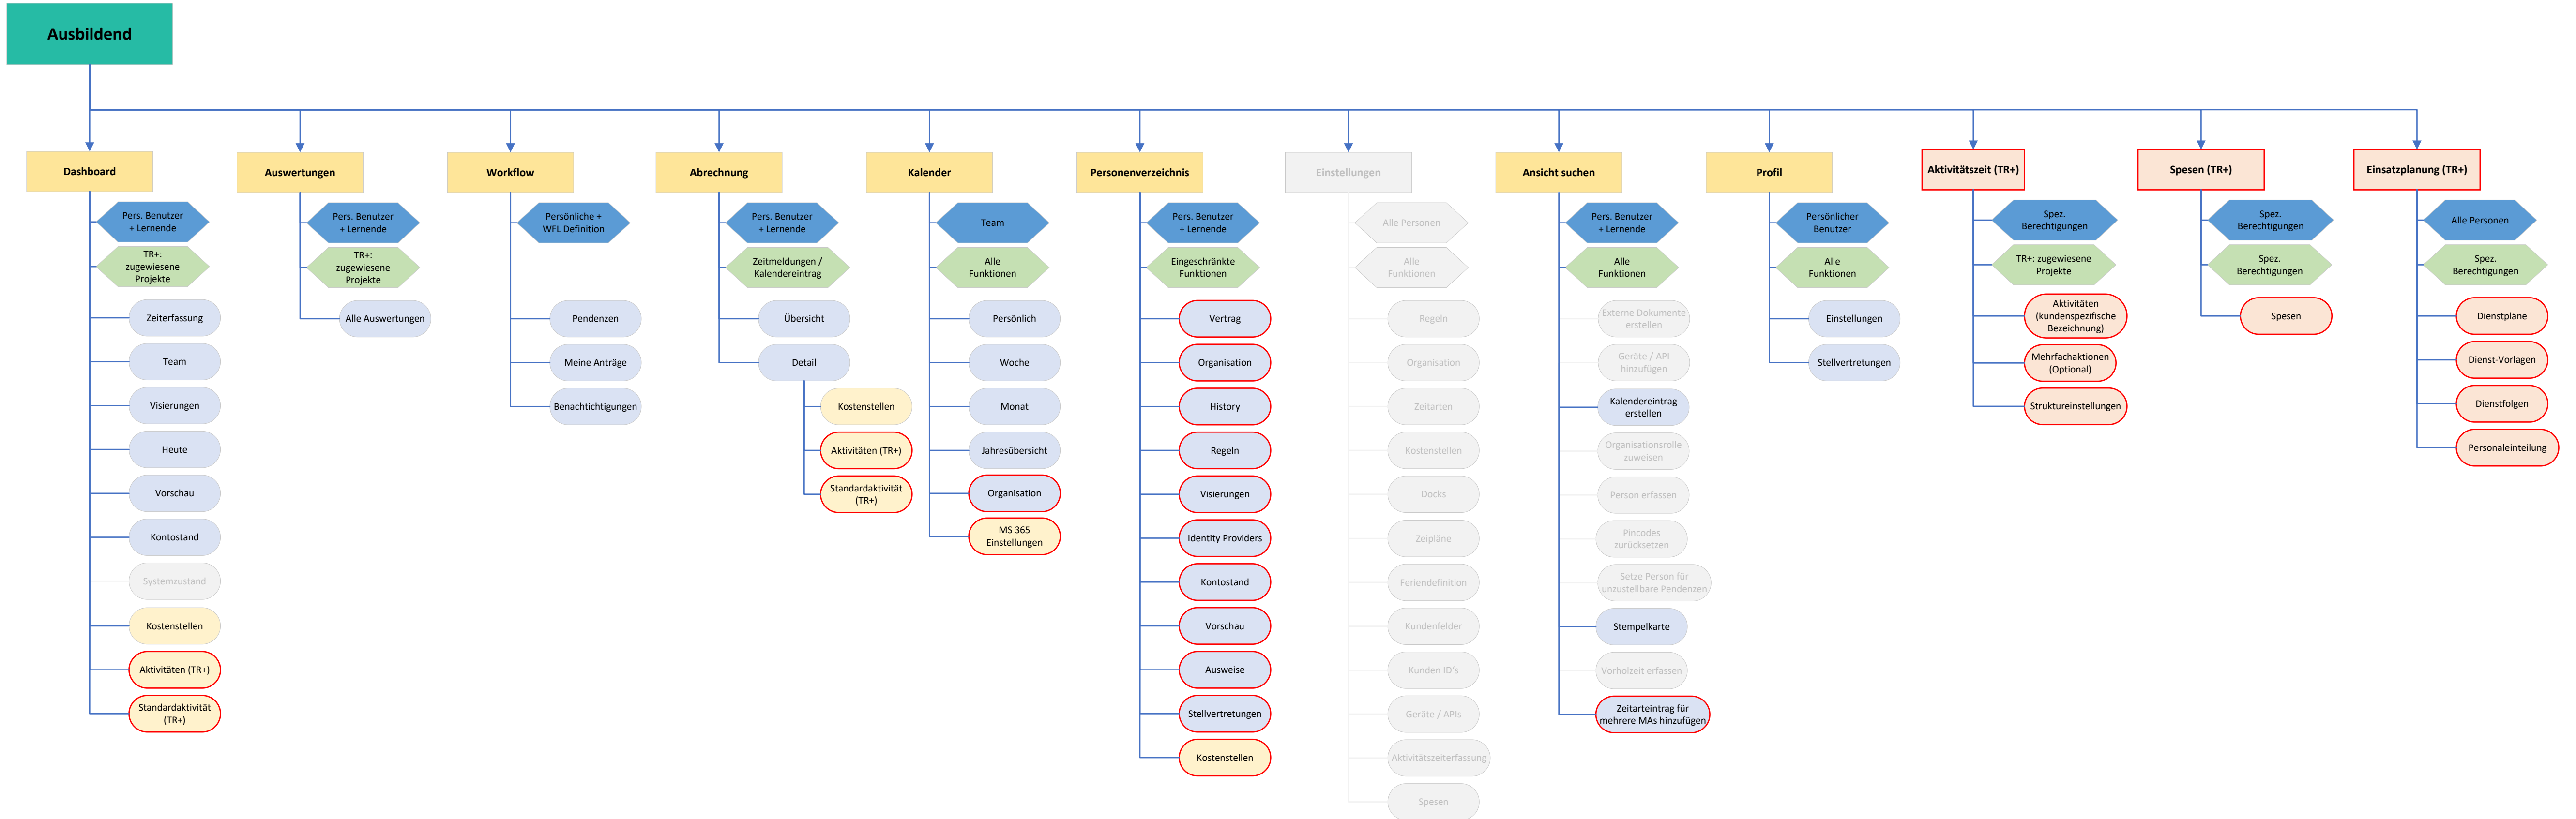 Ausbildend
Dashboard
Pers. Benutzer
+ Lernende
TR+:
zugewiesene
Projekte
Zeiterfassung
Team
Visierungen
Heute
Vorschau
Kontostand
Systemzustand
Kostenstellen
Aktivitäten (TR+)
Standardaktivität
(TR+)
Auswertungen
Pers. Benutzer
+ Lernende
TR+:
zugewiesene
Projekte
Alle Auswertungen
Workflow
Persönliche +
WFL Definition
Pendenzen
Meine Anträge
Benachtichtigungen
Abrechnung
Pers. Benutzer
+ Lernende
Zeitmeldungen /
Kalendereintrag
Übersicht
Detail
Kostenstellen
Aktivitäten (TR+)
Standardaktivität
(TR+)
Kalender
Team
Alle
Funktionen
Persönlich
Woche
Monat
Jahresübersicht
Organisation
MS 365
Einstellungen
Personenverzeichnis
Pers. Benutzer
+ Lernende
Eingeschränkte
Funktionen
Vertrag
Organisation
History
Regeln
Visierungen
Identity Providers
Kontostand
Vorschau
Ausweise
Stellvertretungen
Kostenstellen
Einstellungen
Alle Personen
Alle
Funktionen
Regeln
Organisation
Zeitarten
Kostenstellen
Docks
Zeipläne
Feriendefinition
Kundenfelder
Kunden ID's
Geräte / APIs
Aktivitätszeiterfassung
Spesen
Ansicht suchen
Pers. Benutzer
+ Lernende
Alle
Funktionen
Externe Dokumente
erstellen
Geräte / API
hinzufügen
Kalendereintrag
erstellen
Organisationsrolle
zuweisen
Person erfassen
Pincodes
zurücksetzen
Setze Person für
unzustellbare Pendenzen
Stempelkarte
Vorholzeit erfassen
Zeitarteintrag für
mehrere MAs hinzufügen
Profil
Persönlicher
Benutzer
Alle
Funktionen
Einstellungen
Stellvertretungen
Aktivitätszeit (TR+)
Spez.
Berechtigungen
TR+: zugewiesene
Projekte
Aktivitäten
(kundenspezifische
Bezeichnung)
Mehrfachaktionen
(Optional)
Struktureinstellungen
Spesen (TR+)
Spez.
Berechtigungen
Spez.
Berechtigungen
Spesen
Einsatzplanung (TR+)
Alle Personen
Spez.
Berechtigungen
Dienstpläne
Dienst-Vorlagen
Dienstfolgen
Personaleinteilung